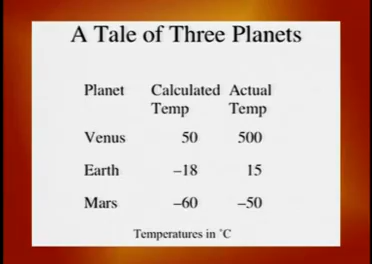 A Tale of Three Planets
Planet Calculated Actual
Temp Temp
Venus 50 500
Earth –18 15
Mars –60 –50
Temperatures in ˚C